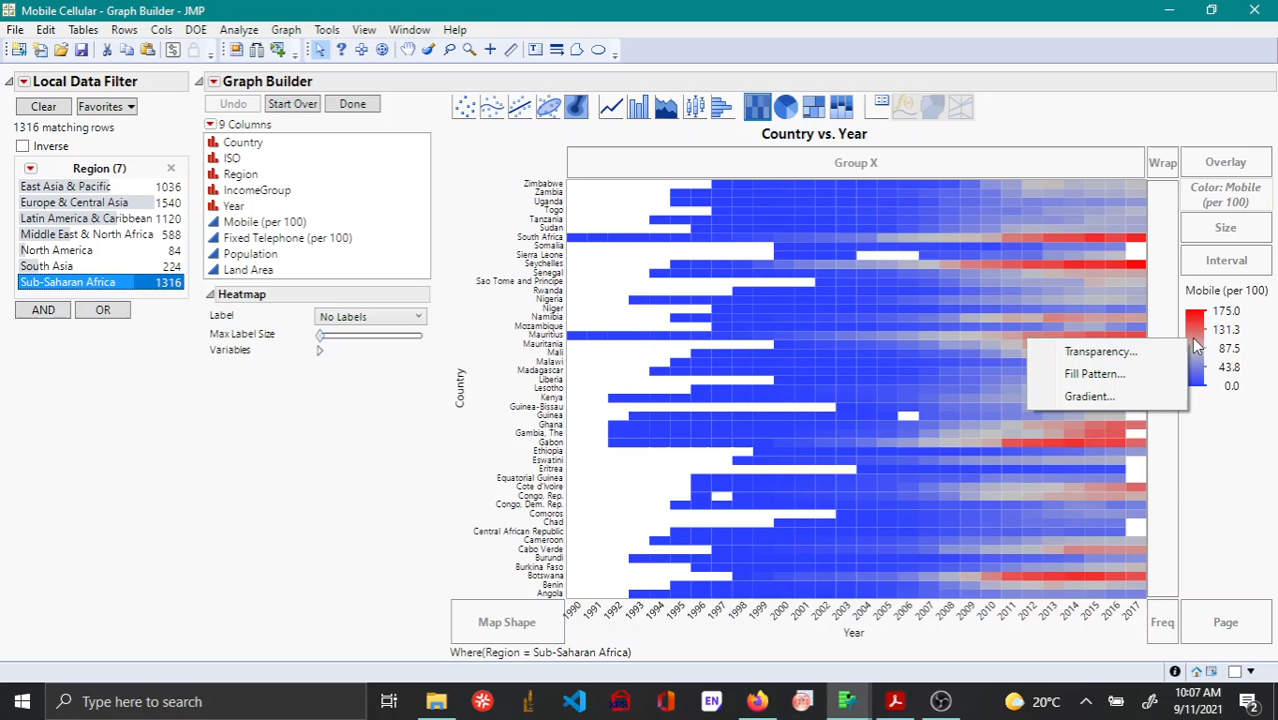 Mobile Cellular - Graph Builder - JMP
File Edit Tables Rows Cols DOE Analyze Graph Tools View Window Help
Local Data Filter
Clear Favorites
1316 matching rows
Inverse
Region (7)
East Asia & Pacific 1036
Europe & Central Asia 1540
Latin America & Caribbean 1120
Middle East & North Africa 588
North America 84
South Asia 224
Sub-Saharan Africa 1316
AND OR
Graph Builder
Undo Start Over Done
9 Columns
Country
ISO
Region
IncomeGroup
Year
Mobile (per 100)
Fixed Telephone (per 100)
Population
Land Area
Heatmap
Label No Labels
Max Label Size
Variables
Country vs. Year
Group X
Wrap
Overlay
Color: Mobile
(per 100)
Size
Interval
Mobile (per 100)
175.0
131.3
87.5
43.8
0.0
Transparency...
Fill Pattern...
Gradient...
Country
Zimbabwe
Zambia
Uganda
Togo
Tanzania
Sudan
South Africa
Somalia
Sierra Leone
Seychelles
Senegal
Sao Tome and Principe
Rwanda
Nigeria
Niger
Namibia
Mozambique
Mauritius
Mauritania
Mali
Malawi
Madagascar
Liberia
Lesotho
Kenya
Guinea-Bissau
Guinea
Ghana
Gambia, The
Gabon
Ethiopia
Eswatini
Eritrea
Equatorial Guinea
Cote d'Ivoire
Congo, Rep.
Congo, Dem. Rep.
Comoros
Chad
Central African Republic
Cameroon
Cabo Verde
Burundi
Burkina Faso
Botswana
Benin
Angola
1990 1991 1992 1993 1994 1995 1996 1997 1998 1999 2000 2001 2002 2003 2004 2005 2006 2007 2008 2009 2010 2011 2012 2013 2014 2015 2016 2017
Year
Map Shape
Freq
Page
Where(Region = Sub-Saharan Africa)
Type here to search
EN
20°C
10:07 AM
9/11/2021
2